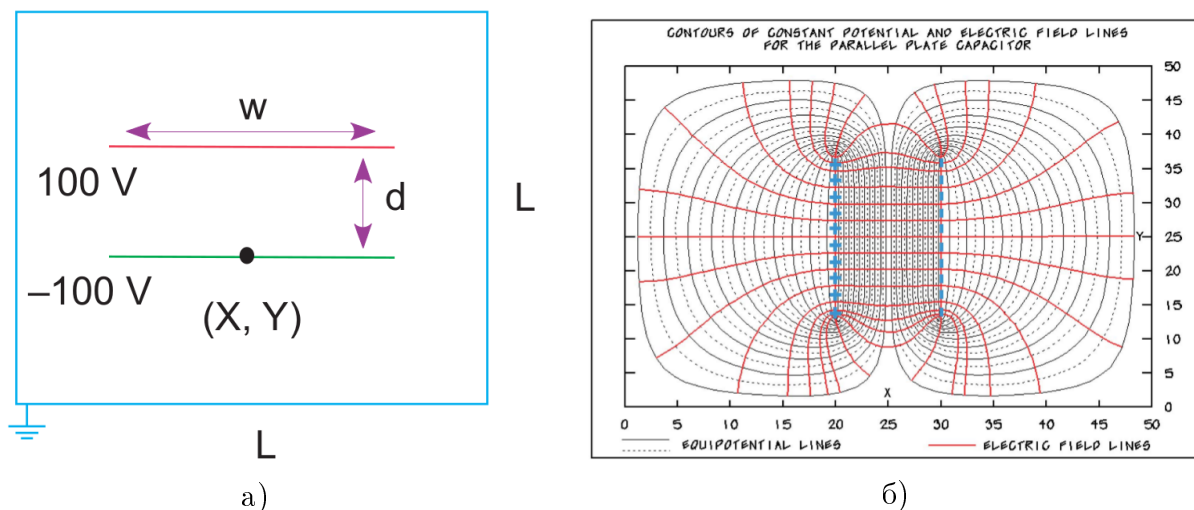 w
100 V
d
L
–100 V
(X, Y)
L
а)
CONTOURS OF CONSTANT POTENTIAL AND ELECTRIC FIELD LINES
FOR THE PARALLEL PLATE CAPACITOR
50
45
40
35
30
25
20
15
10
5
0
Y
X
0 5 10 15 20 25 30 35 40 45 50
EQUIPOTENTIAL LINES
ELECTRIC FIELD LINES
б)